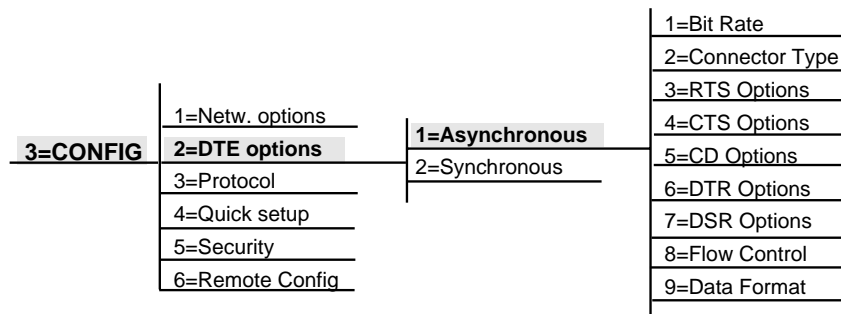 3=CONFIG
1=Netw. options
2=DTE options
3=Protocol
4=Quick setup
5=Security
6=Remote Config
1=Asynchronous
2=Synchronous
1=Bit Rate
2=Connector Type
3=RTS Options
4=CTS Options
5=CD Options
6=DTR Options
7=DSR Options
8=Flow Control
9=Data Format